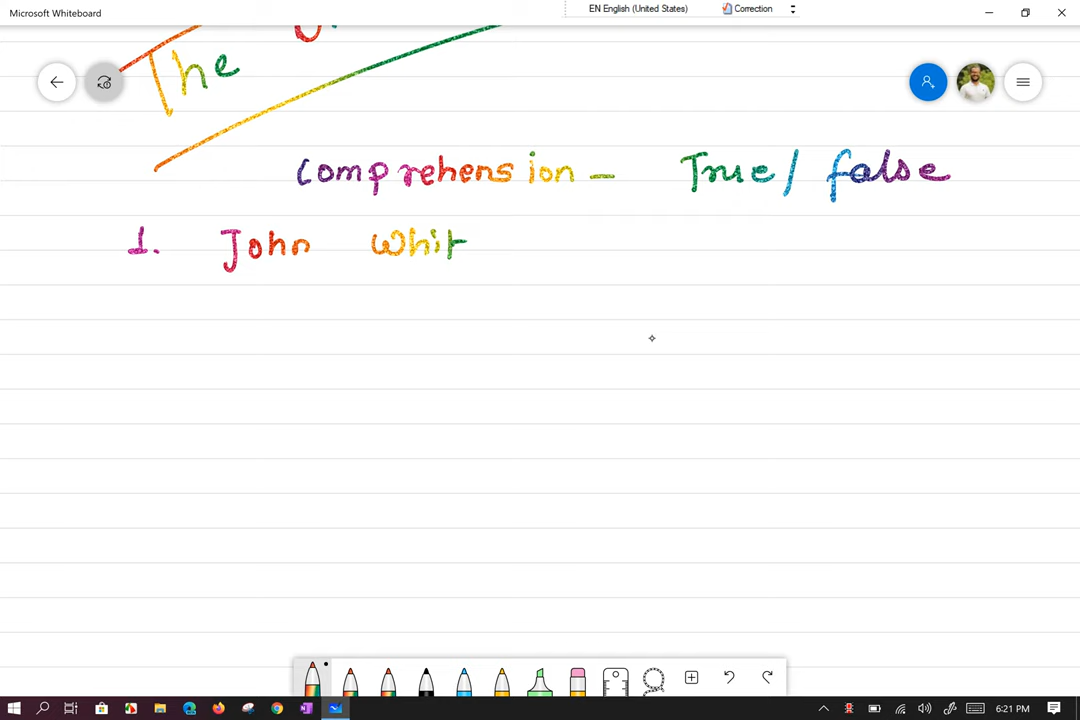 Microsoft Whiteboard
EN English (United States) Correction
The
Comprehension - True/ false
1. John Whit
6:21 PM